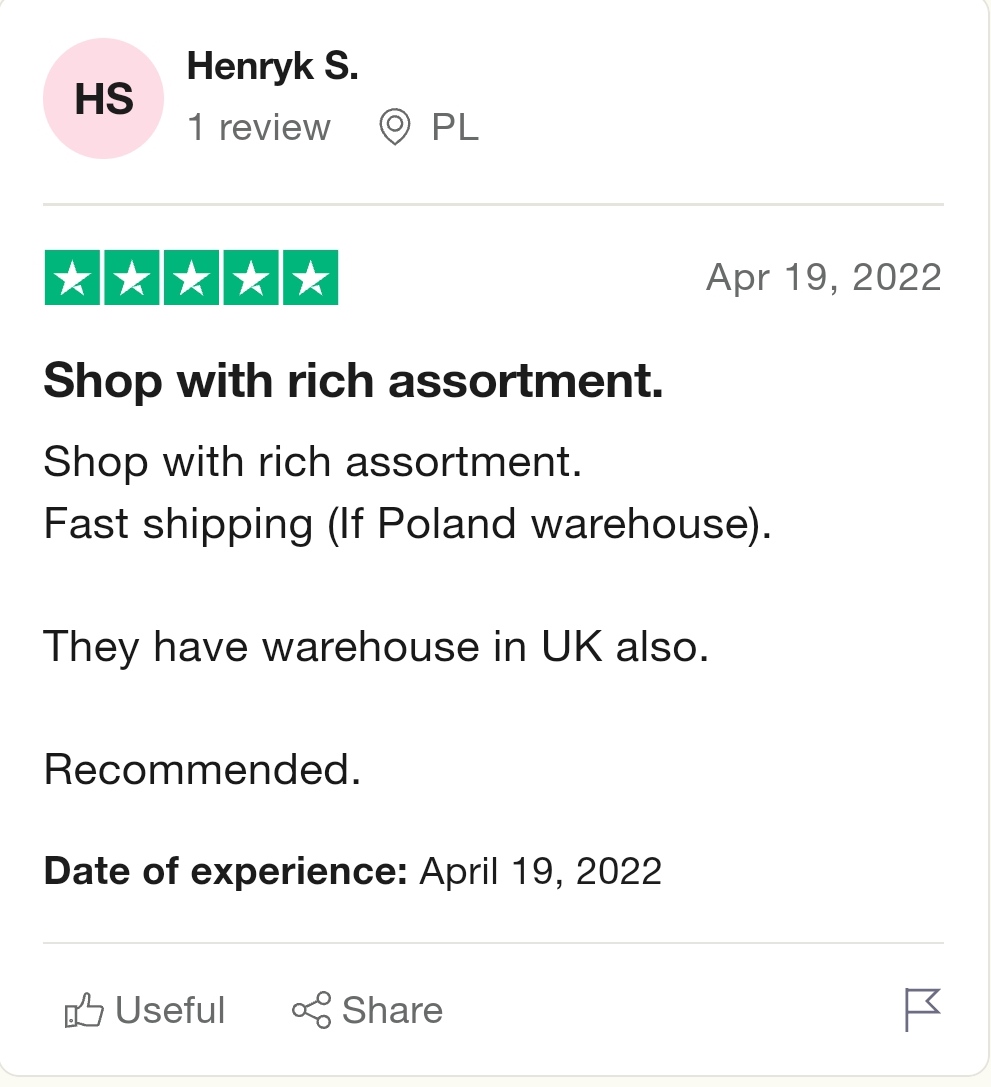 HS
Henryk S.
1 review PL
Apr 19, 2022
Shop with rich assortment.
Shop with rich assortment.
Fast shipping (If Poland warehouse).
They have warehouse in UK also.
Recommended.
Date of experience: April 19, 2022
Useful Share